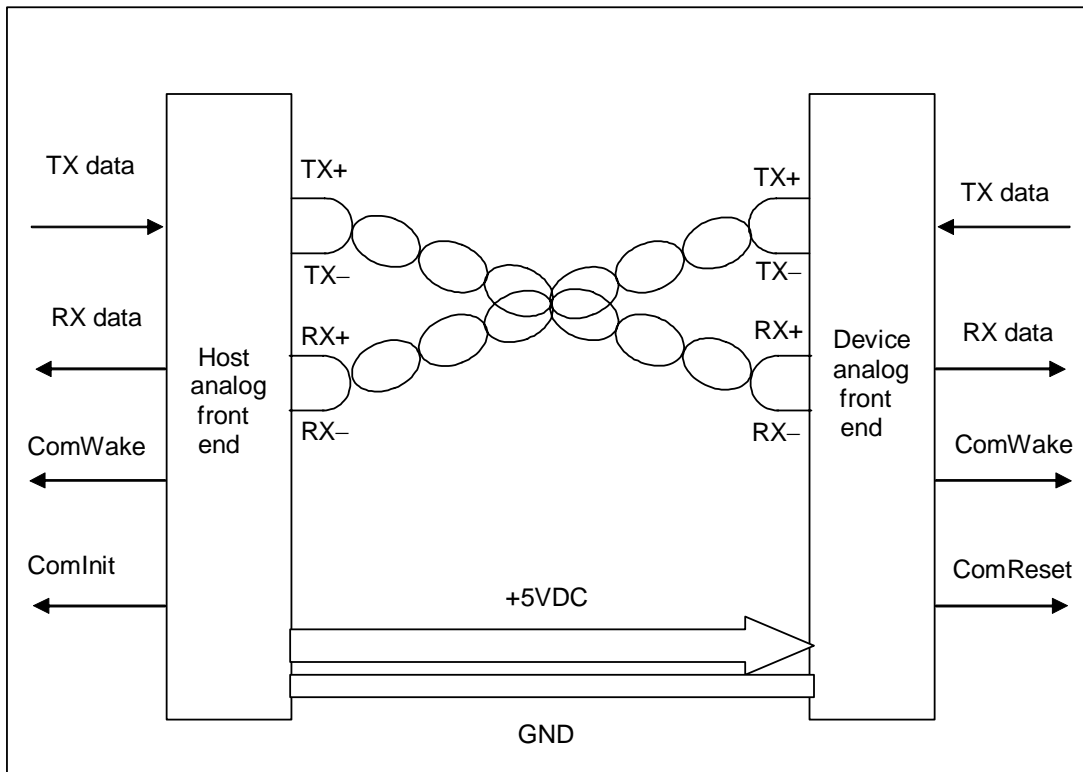 TX data
RX data
ComWake
ComInit
Host
analog
front
end
TX+
TX−
RX+
RX−
+5VDC
GND
TX+
TX−
RX+
RX−
Device
analog
front
end
TX data
RX data
ComWake
ComReset